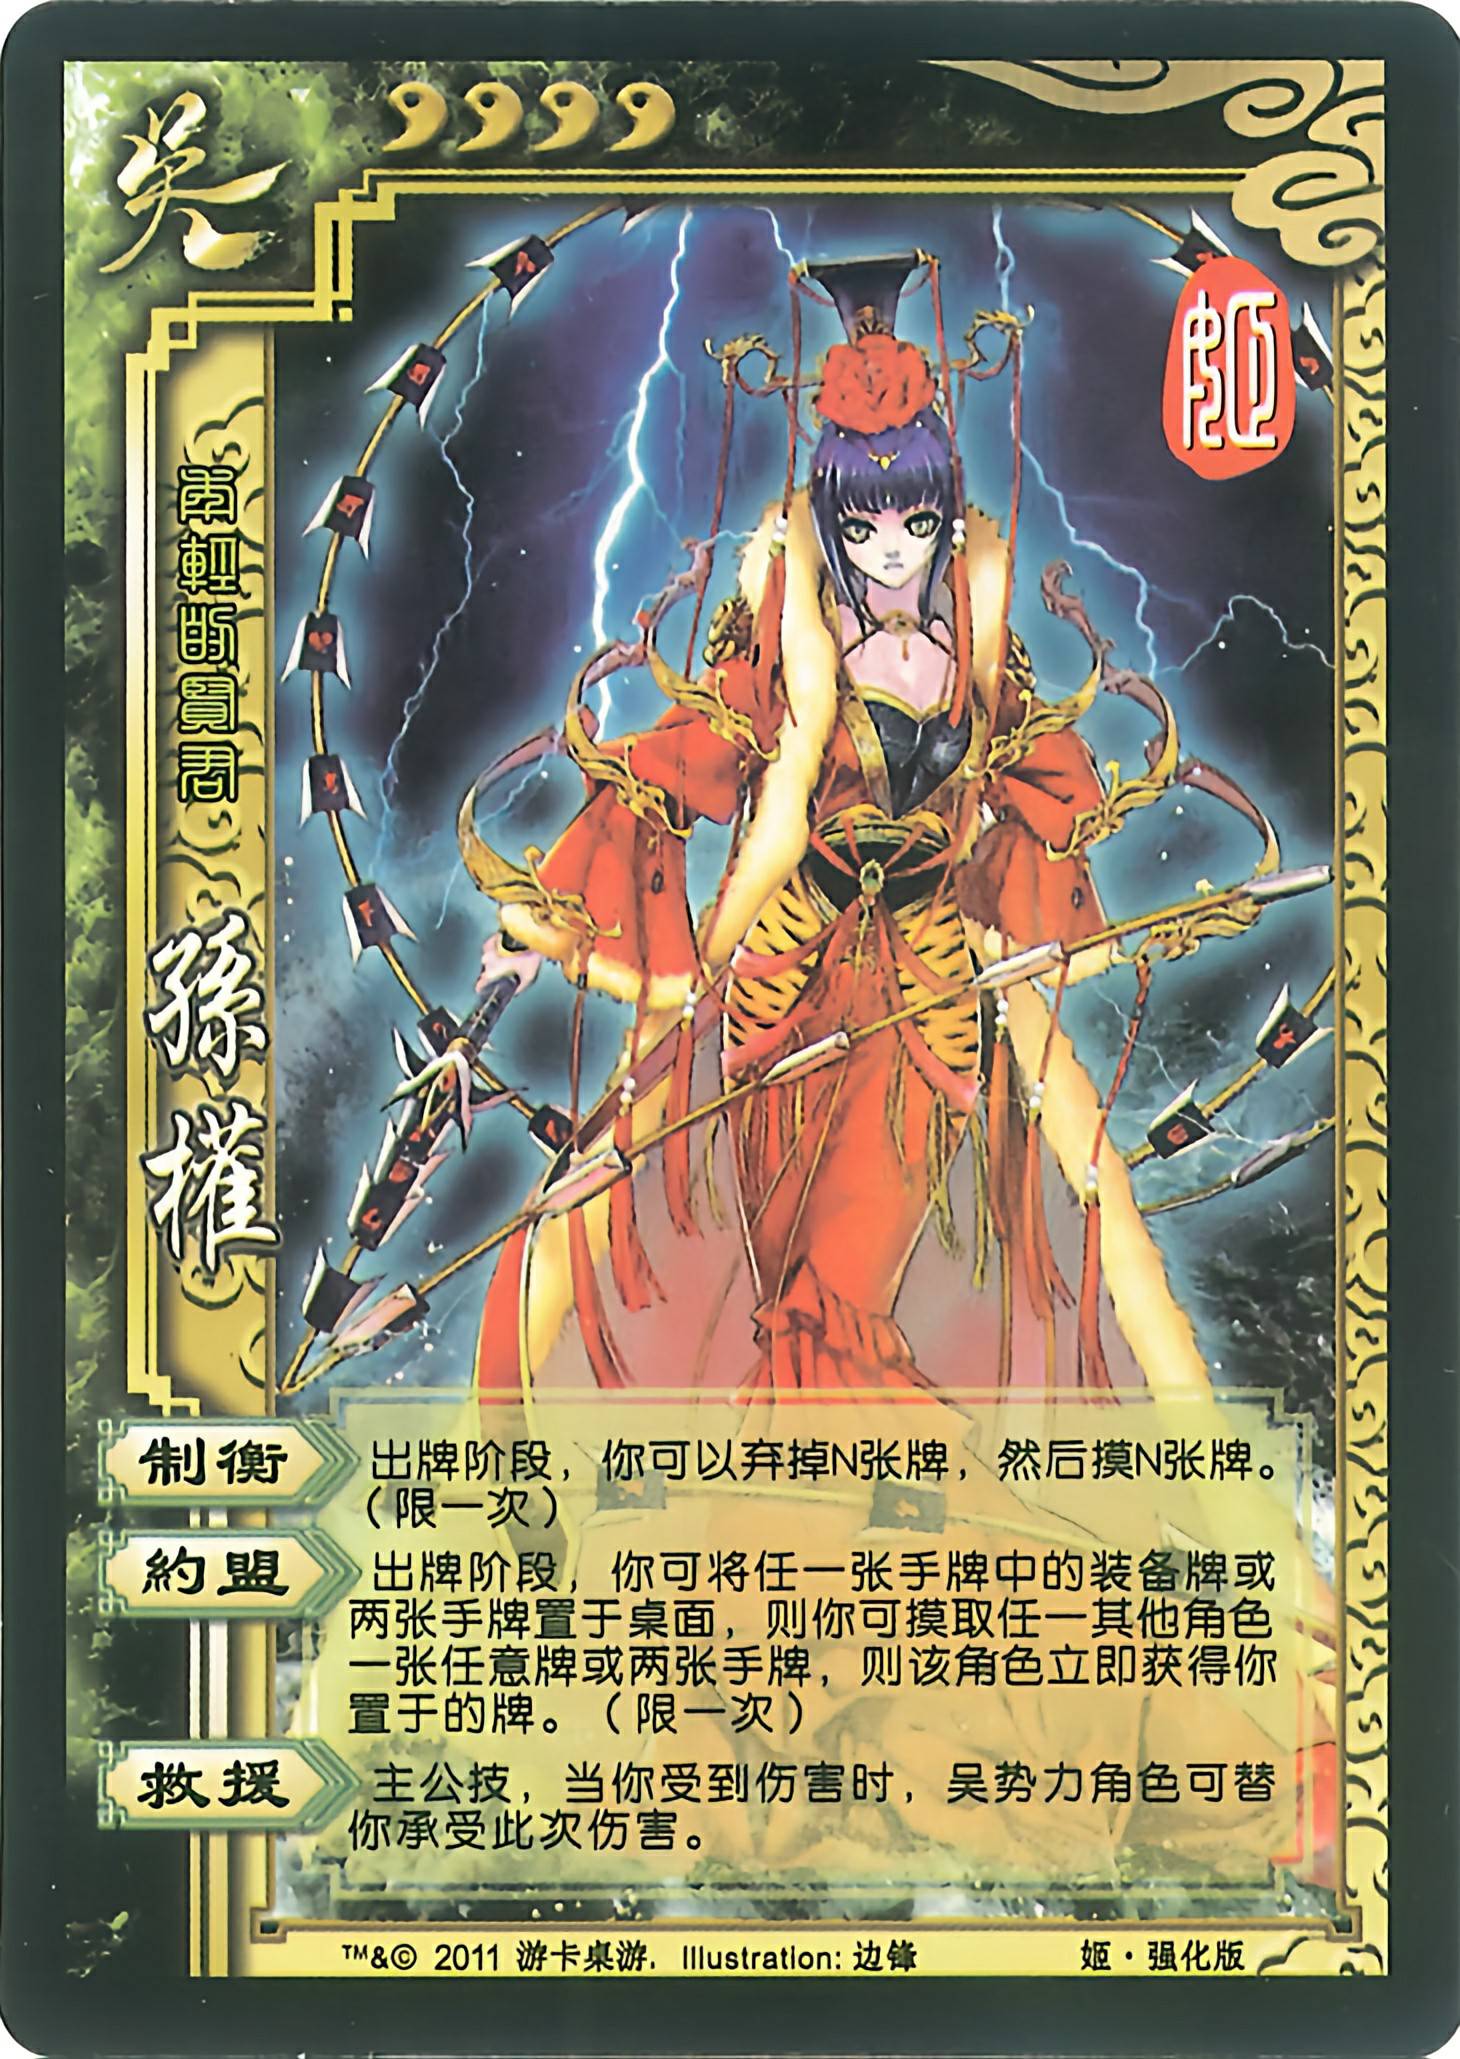 吴
姬
年輕的賢君
孫權
制衡
出牌阶段，你可以弃掉N张牌，然后摸N张牌。
（限一次）
約盟
出牌阶段，你可将任一张手牌中的装备牌或
两张手牌置于桌面，则你可摸取任一其他角色
一张任意牌或两张手牌，则该角色立即获得你
置于的牌。（限一次）
救援
主公技，当你受到伤害时，吴势力角色可替
你承受此次伤害。
™&© 2011 游卡桌游. Illustration: 边锋
姬·强化版